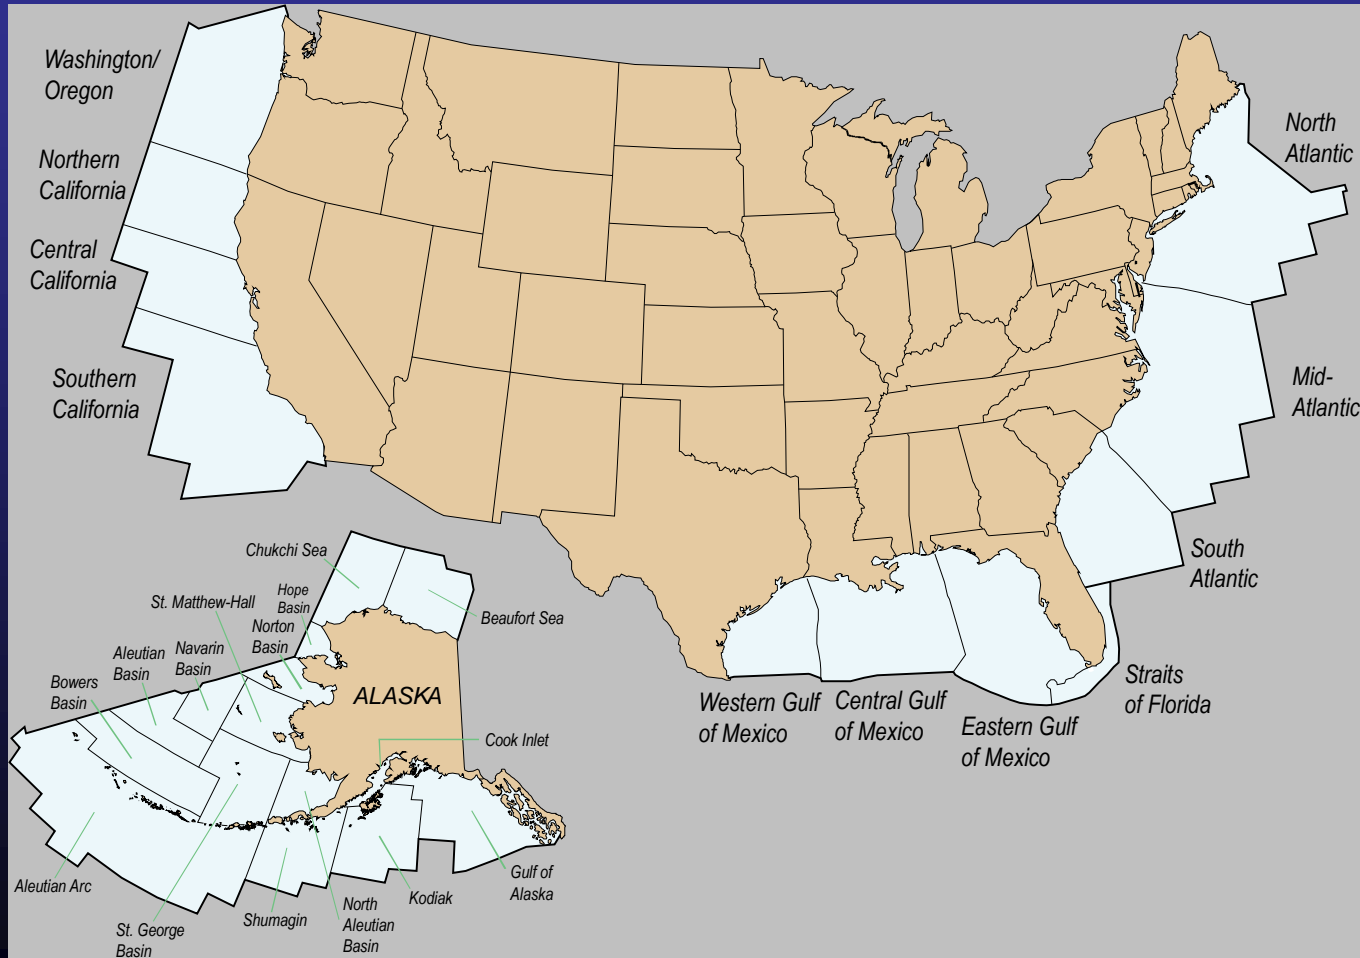 Washington/
Oregon
Northern
California
Central
California
Southern
California
North
Atlantic
Mid-
Atlantic
South
Atlantic
Straits
of Florida
Western Gulf
of Mexico
Central Gulf
of Mexico
Eastern Gulf
of Mexico
Chukchi Sea
Beaufort Sea
Hope
Basin
St. Matthew-Hall
Norton
Basin
Navarin
Basin
Aleutian
Basin
Bowers
Basin
ALASKA
Cook Inlet
Aleutian Arc
St. George
Basin
Shumagin
North
Aleutian
Basin
Kodiak
Gulf of
Alaska